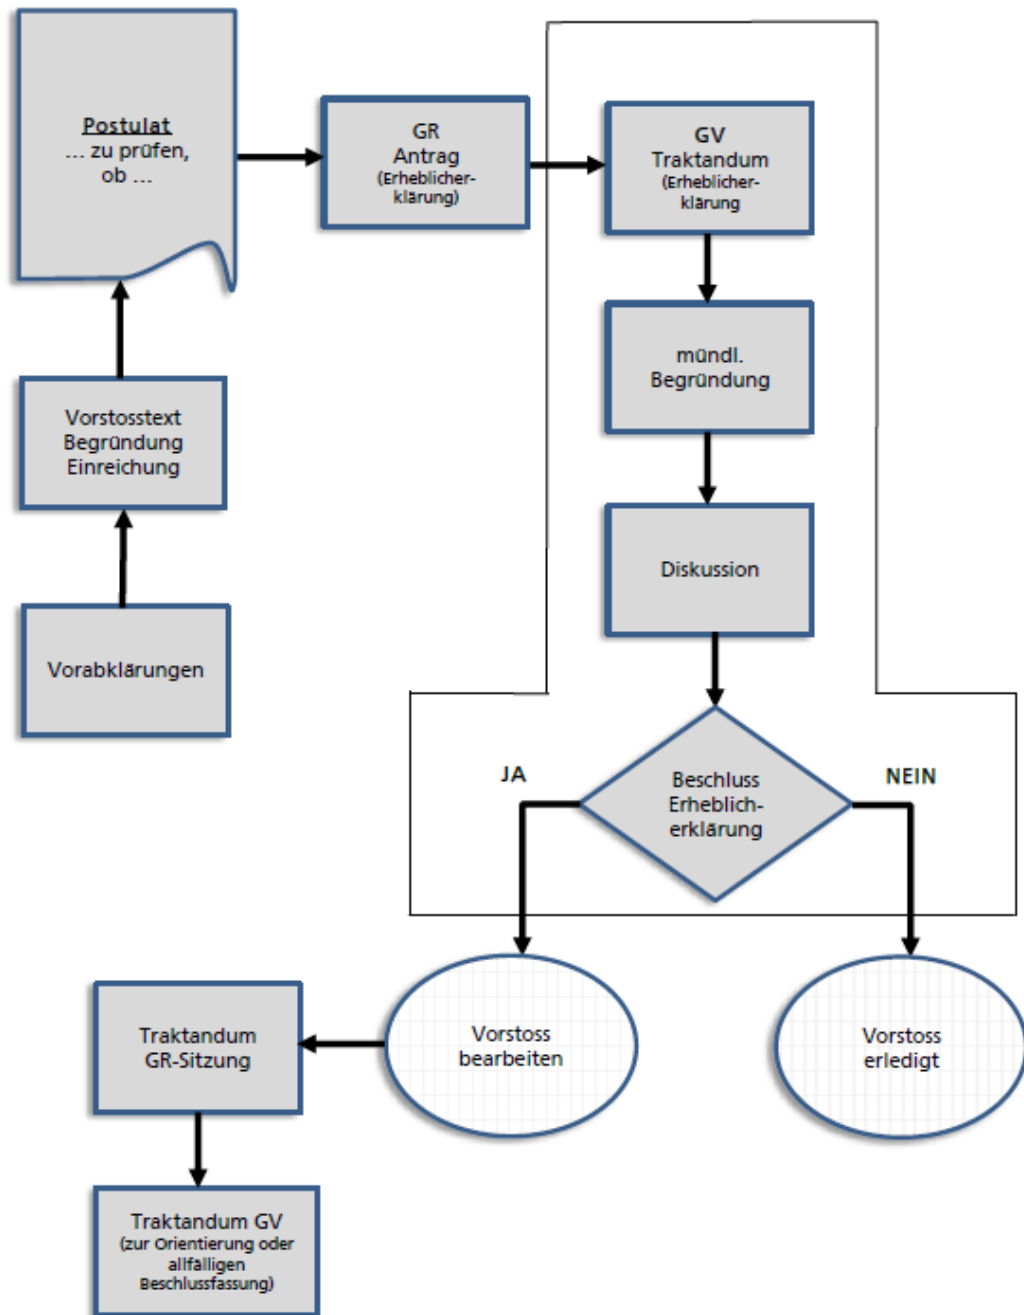 Postulat
... zu prüfen,
ob ...
GR
Antrag
(Erheblicher-
klärung)
GV
Traktandum
(Erheblicher-
klärung
mündl.
Begründung
Vorstosstext
Begründung
Einreichung
Diskussion
Vorabklärungen
JA
Beschluss
Erheblich-
erklärung
NEIN
Traktandum
GR-Sitzung
Vorstoss
bearbeiten
Vorstoss
erledigt
Traktandum GV
(zur Orientierung oder
allfälligen
Beschlussfassung)